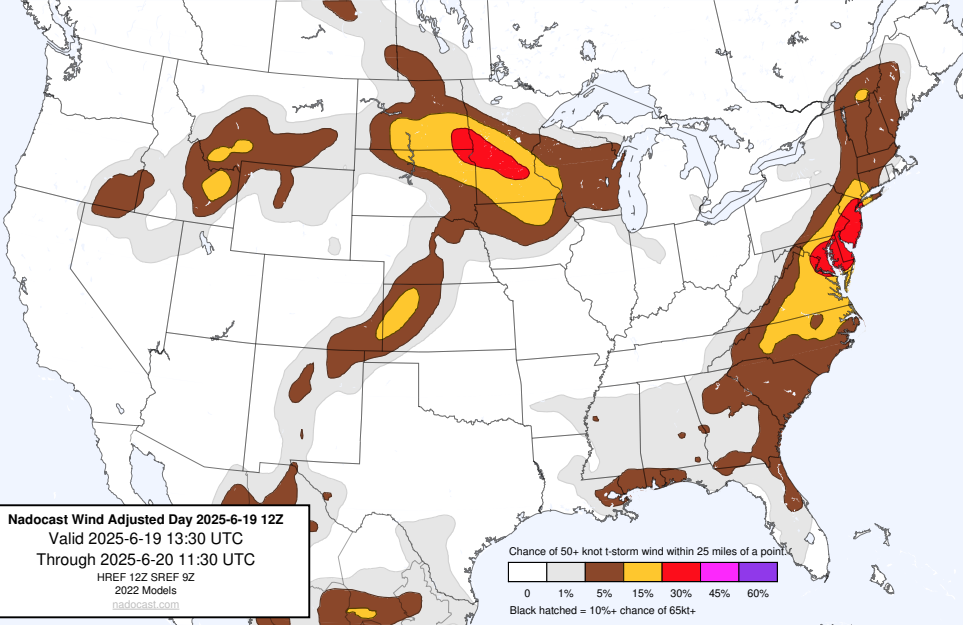 Nadocast Wind Adjusted Day 2025-6-19 12Z
Valid 2025-6-19 13:30 UTC
Through 2025-6-20 11:30 UTC
HREF 12Z SREF 9Z
2022 Models
nadocast.com
Chance of 50+ knot t-storm wind within 25 miles of a point.
0 1% 5% 15% 30% 45% 60%
Black hatched = 10%+ chance of 65kt+